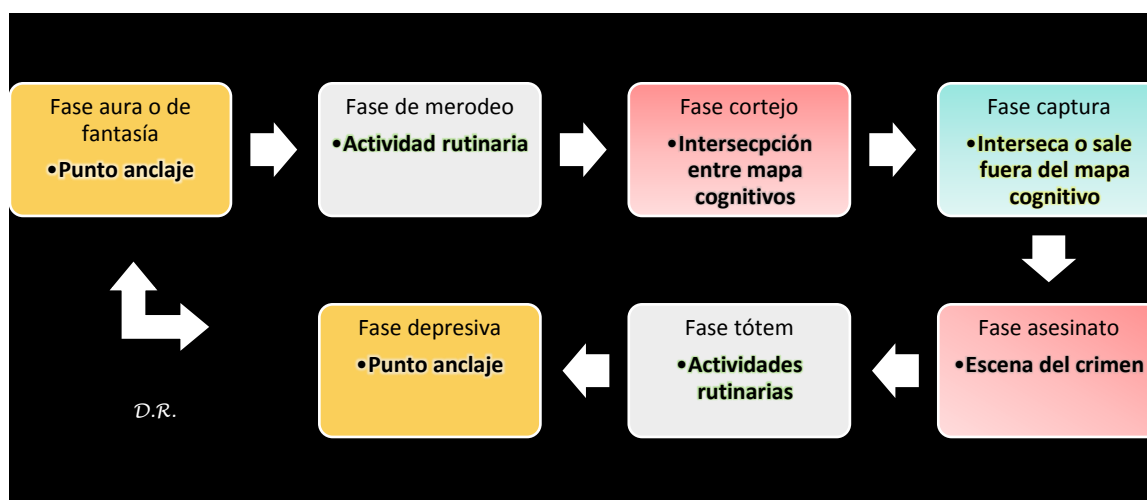 Fase aura o de
fantasía
•Punto anclaje
Fase de merodeo
•Actividad rutinaria
Fase cortejo
•Intersecpción
entre mapa
cognitivos
Fase captura
•Interseca o sale
fuera del mapa
cognitivo
Fase asesinato
•Escena del crimen
Fase tótem
•Actividades
rutinarias
Fase depresiva
•Punto anclaje
D.R.